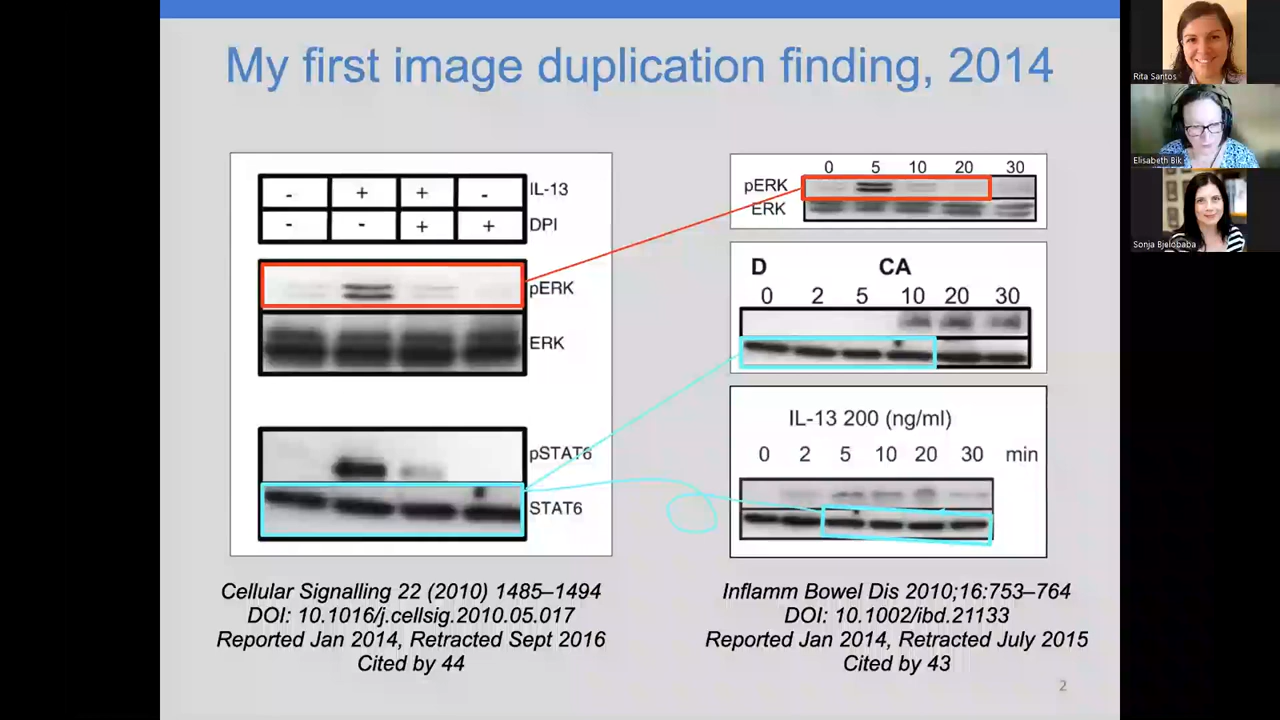 My first image duplication finding, 2014
- + + - IL-13
- - + + DPI
pERK
ERK
pSTAT6
STAT6
0 5 10 20 30
pERK
ERK
D CA
0 2 5 10 20 30
IL-13 200 (ng/ml)
0 2 5 10 20 30 min
Cellular Signalling 22 (2010) 1485–1494
DOI: 10.1016/j.cellsig.2010.05.017
Reported Jan 2014, Retracted Sept 2016
Cited by 44
Inflamm Bowel Dis 2010;16:753–764
DOI: 10.1002/ibd.21133
Reported Jan 2014, Retracted July 2015
Cited by 43
2
Rita Santos
Elisabeth Bik
Sonja Bjelobaba